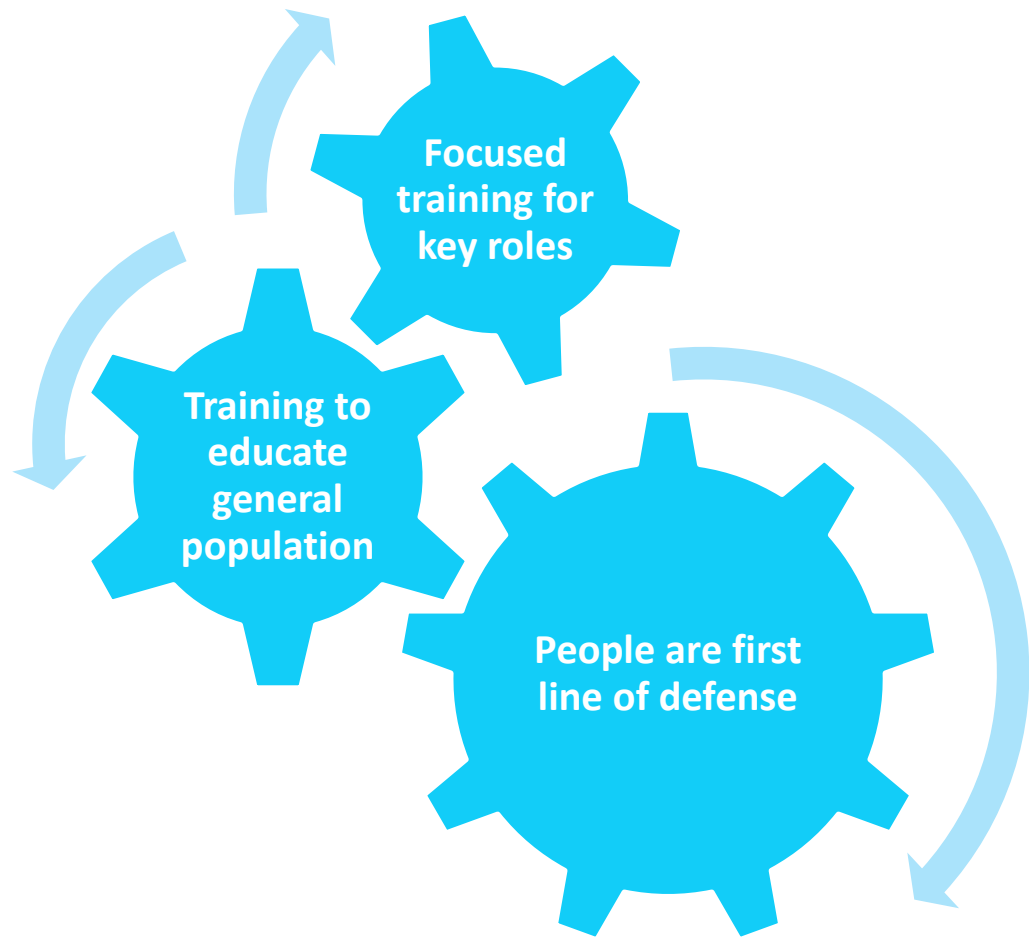 Focused
training for
key roles
Training to
educate
general
population
People are first
line of defense